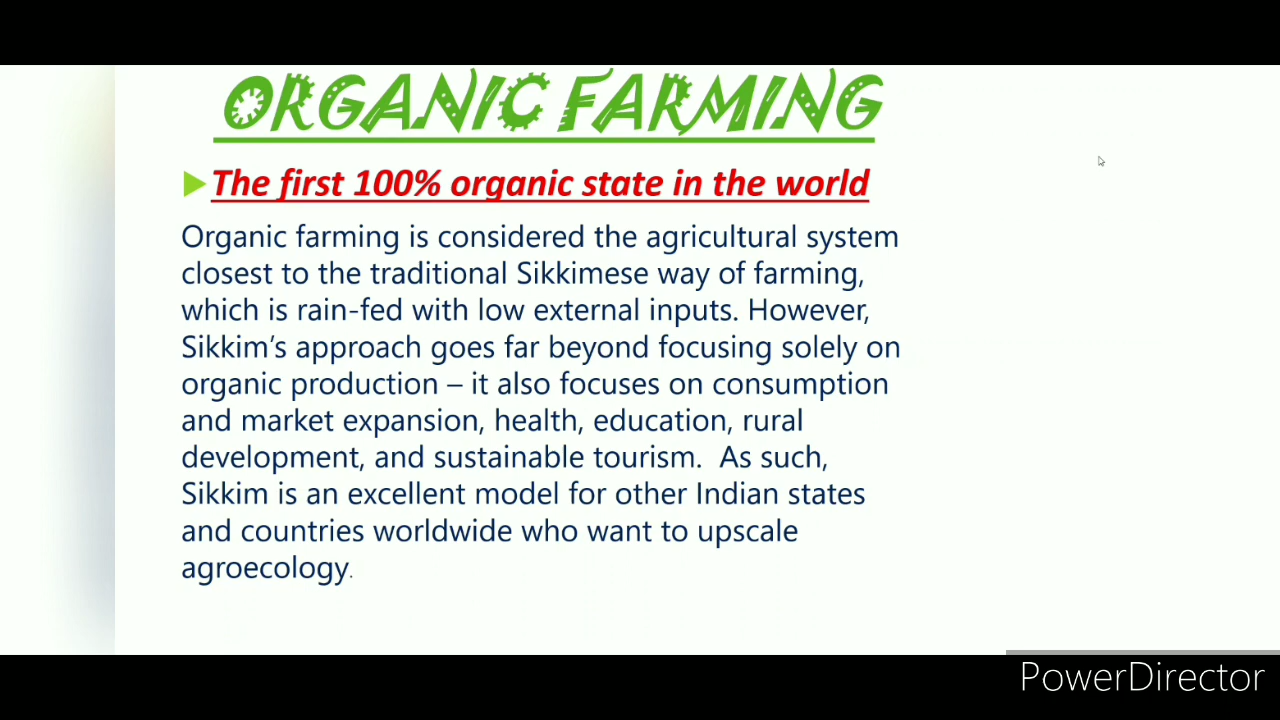 ORGANIC FARMING
The first 100% organic state in the world
Organic farming is considered the agricultural system
closest to the traditional Sikkimese way of farming,
which is rain-fed with low external inputs. However,
Sikkim’s approach goes far beyond focusing solely on
organic production – it also focuses on consumption
and market expansion, health, education, rural
development, and sustainable tourism.  As such,
Sikkim is an excellent model for other Indian states
and countries worldwide who want to upscale
agroecology.
PowerDirector